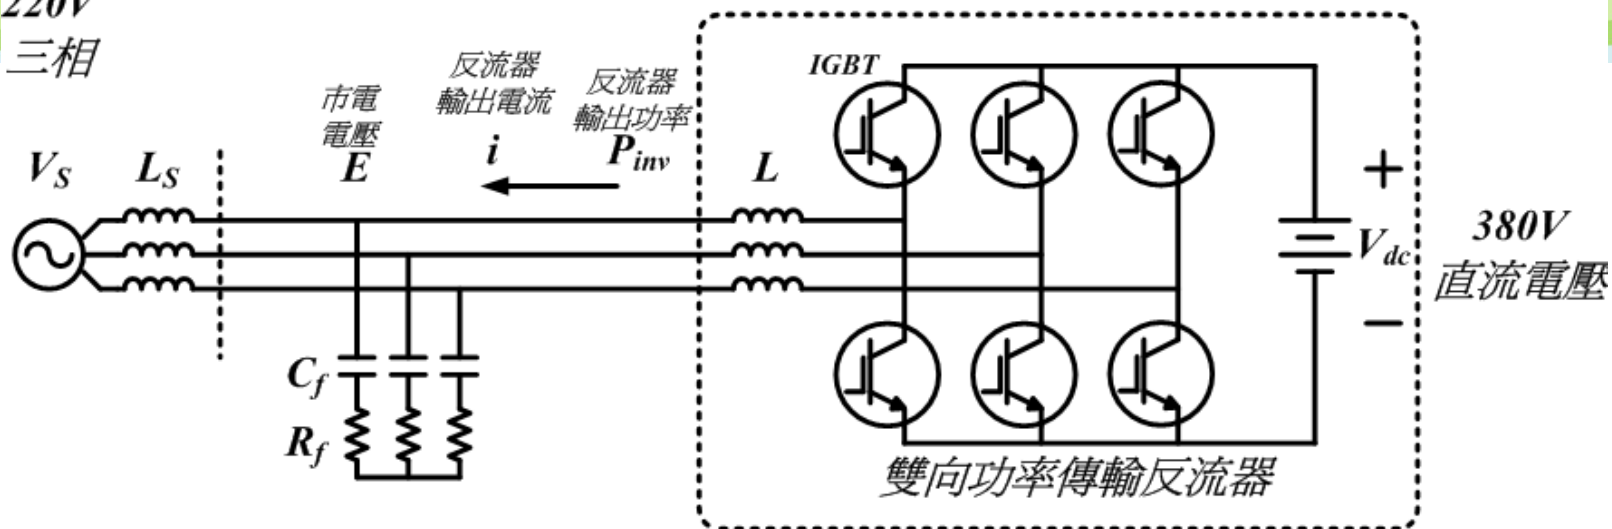 220V
三相
V_S
L_S
市電
電壓
E
反流器
輸出電流
i
反流器
輸出功率
P_inv
L
IGBT
+
V_dc
−
380V
直流電壓
C_f
R_f
雙向功率傳輸反流器